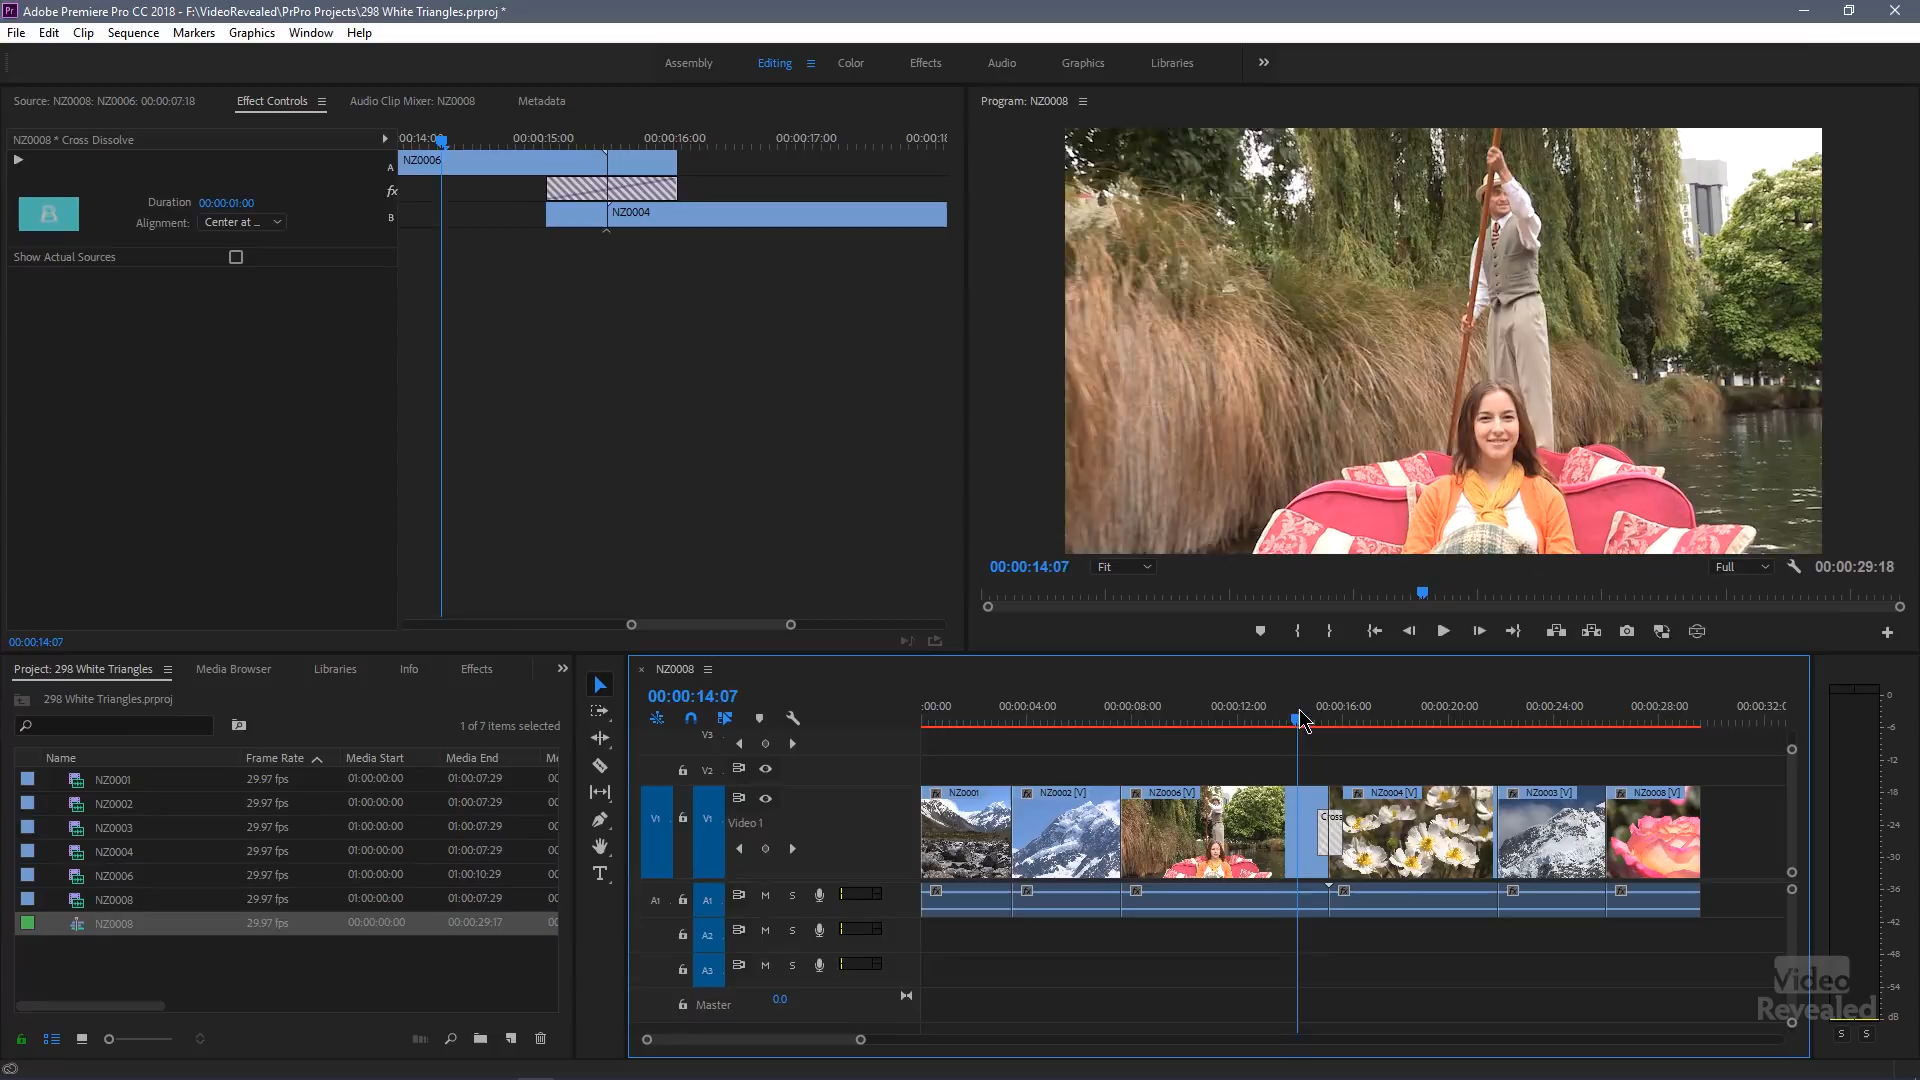 Pr Adobe Premiere Pro CC 2018 - F:\VideoRevealed\PrPro Projects\298 White Triangles.prproj *
File Edit Clip Sequence Markers Graphics Window Help
Assembly Editing Color Effects Audio Graphics Libraries
Source: NZ0008: NZ0006: 00:00:07:18 Effect Controls Audio Clip Mixer: NZ0008 Metadata
Program: NZ0008
NZ0008 * Cross Dissolve
00:14:00 00:00:15:00 00:00:16:00 00:00:17:00 00:00:18
A NZ0006
fx
B NZ0004
B
Duration 00:00:01:00
Alignment: Center at ...
Show Actual Sources
00:00:14:07 Fit Full 00:00:29:18
00:00:14:07
Project: 298 White Triangles Media Browser Libraries Info Effects
298 White Triangles.prproj
1 of 7 items selected
Name Frame Rate Media Start Media End
NZ0001 29.97 fps 01:00:00:00 01:00:07:29
NZ0002 29.97 fps 01:00:00:00 01:00:07:29
NZ0003 29.97 fps 01:00:00:00 01:00:07:29
NZ0004 29.97 fps 01:00:00:00 01:00:07:29
NZ0006 29.97 fps 01:00:00:00 01:00:10:29
NZ0008 29.97 fps 01:00:00:00 01:00:07:29
NZ0008 29.97 fps 00:00:00:00 00:00:29:17
NZ0008
00:00:14:07
:00:00 00:00:04:00 00:00:08:00 00:00:12:00 00:00:16:00 00:00:20:00 00:00:24:00 00:00:28:00 00:00:32:0
V3
V2
V1 V1 Video 1
fx NZ0001 fx NZ0002 [V] fx NZ0006 [V] Cross fx NZ0004 [V] fx NZ0003 [V] fx NZ0008 [V]
A1 A1 M S
A2 M S
A3 M S
Master 0.0
0
-6
-12
-18
-24
-30
-36
-42
-48
-54
dB
S S
Video
Revealed